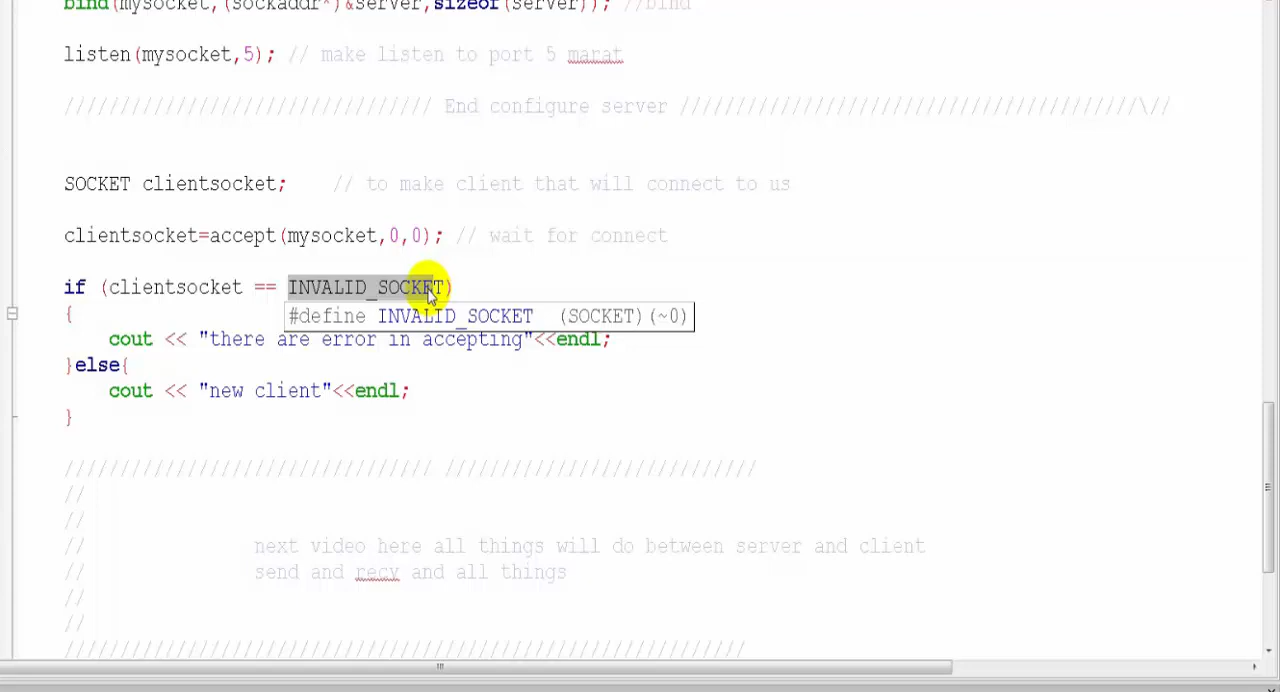 bind(mysocket,(sockaddr*)&server,sizeof(server)); //bind
listen(mysocket,5); // make listen to port 5 marat
///////////////////////////////// End configure server /////////////////////////////////////////\//
SOCKET clientsocket; // to make client that will connect to us
clientsocket=accept(mysocket,0,0); // wait for connect
if (clientsocket == INVALID_SOCKET)
{
#define INVALID_SOCKET (SOCKET)(~0)
cout << "there are error in accepting"<<endl;
}else{
cout << "new client"<<endl;
}
///////////////////////////////// ////////////////////////////
//
//
// next video here all things will do between server and client
// send and recv and all things
//
//
/////////////////////////////////////////////////////////////